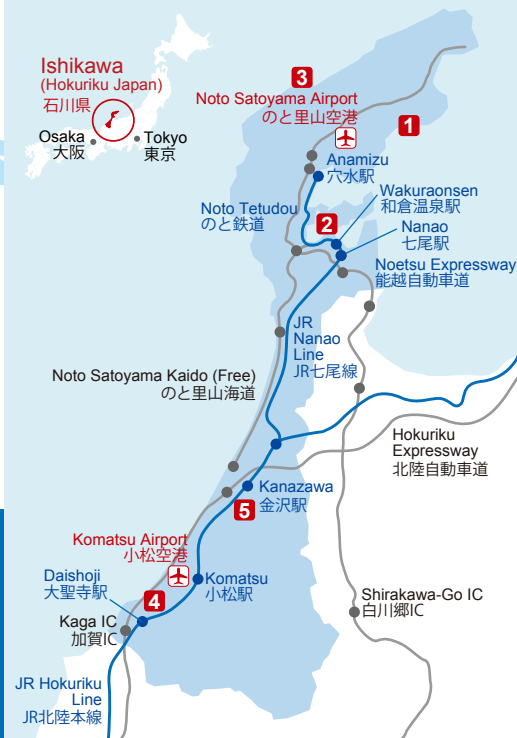 Ishikawa
(Hokuriku Japan)
石川県
Osaka
大阪
Tokyo
東京
3
Noto Satoyama Airport
のと里山空港
1
Anamizu
穴水駅
Wakuraonsen
和倉温泉駅
Noto Tetudou
のと鉄道
2
Nanao
七尾駅
Noetsu Expressway
能越自動車道
JR
Nanao
Line
JR七尾線
Noto Satoyama Kaido (Free)
のと里山海道
Hokuriku
Expressway
北陸自動車道
Kanazawa
金沢駅
5
Komatsu Airport
小松空港
Daishoji
大聖寺駅
Komatsu
小松駅
4
Kaga IC
加賀IC
Shirakawa-Go IC
白川郷IC
JR Hokuriku
Line
JR北陸本線